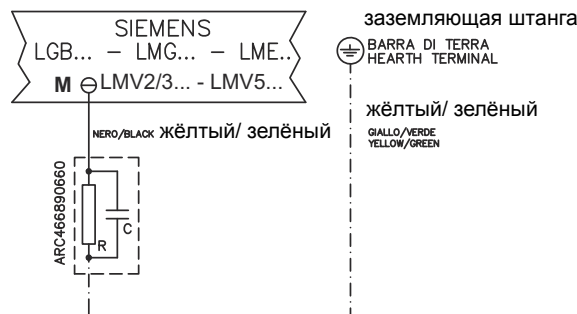 SIEMENS
LGB... – LMG... – LME..
M LMV2/3... - LMV5...
NERO/BLACK жёлтый/ зелёный
ARC466890660
R
C
заземляющая штанга
BARRA DI TERRA
HEARTH TERMINAL
жёлтый/ зелёный
GIALLO/VERDE
YELLOW/GREEN